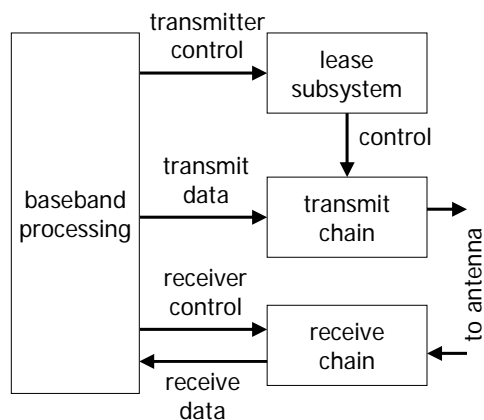 transmitter
control
lease
subsystem
control
transmit
data
baseband
processing
transmit
chain
receiver
control
receive
chain
receive
data
to antenna